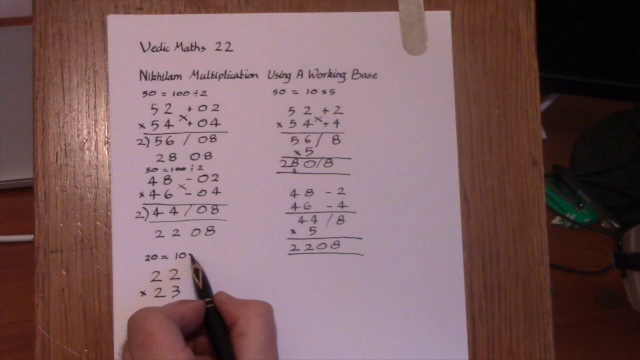 Vedic Maths 22
Nikhilam Multiplication Using A Working Base
50 = 100 ÷ 2
52 + 02
× 54 + 04
2) 56 / 08
28 08
50 = 100 ÷ 2
48 - 02
× 46 - 04
2) 44 / 08
22 08
20 = 10
22
× 23
50 = 10 × 5
52 + 2
× 54 + 4
56 / 8
× 5
280 / 8
48 - 2
46 - 4
44 / 8
× 5
2208